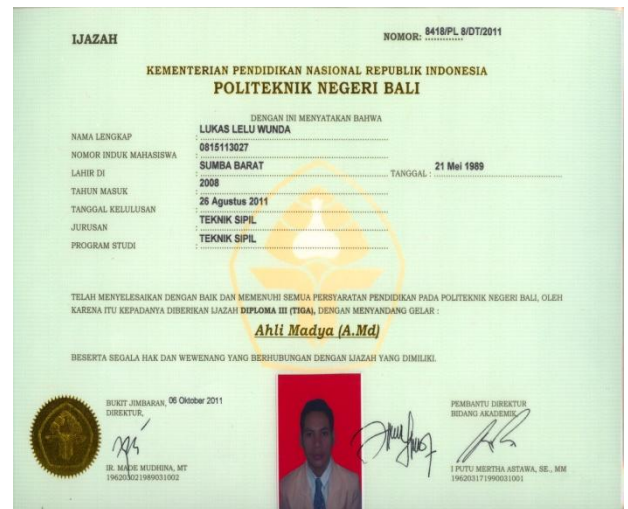 IJAZAH
NOMOR: 8418/PL 8/DT/2011
KEMENTERIAN PENDIDIKAN NASIONAL REPUBLIK INDONESIA
POLITEKNIK NEGERI BALI
DENGAN INI MENYATAKAN BAHWA
NAMA LENGKAP : LUKAS LELU WUNDA
NOMOR INDUK MAHASISWA : 0815113027
LAHIR DI : SUMBA BARAT TANGGAL : 21 Mei 1989
TAHUN MASUK : 2008
TANGGAL KELULUSAN : 26 Agustus 2011
JURUSAN : TEKNIK SIPIL
PROGRAM STUDI : TEKNIK SIPIL
TELAH MENYELESAIKAN DENGAN BAIK DAN MEMENUHI SEMUA PERSYARATAN PENDIDIKAN PADA POLITEKNIK NEGERI BALI, OLEH
KARENA ITU KEPADANYA DIBERIKAN IJAZAH DIPLOMA III (TIGA), DENGAN MENYANDANG GELAR :
Ahli Madya (A.Md)
BESERTA SEGALA HAK DAN WEWENANG YANG BERHUBUNGAN DENGAN IJAZAH YANG DIMILIKI.
BUKIT JIMBARAN, 06 Oktober 2011
DIREKTUR,
IR. MADE MUDHINA, MT
196203021989031002
PEMBANTU DIREKTUR
BIDANG AKADEMIK,
I PUTU MERTHA ASTAWA, SE., MM
196203171990031001